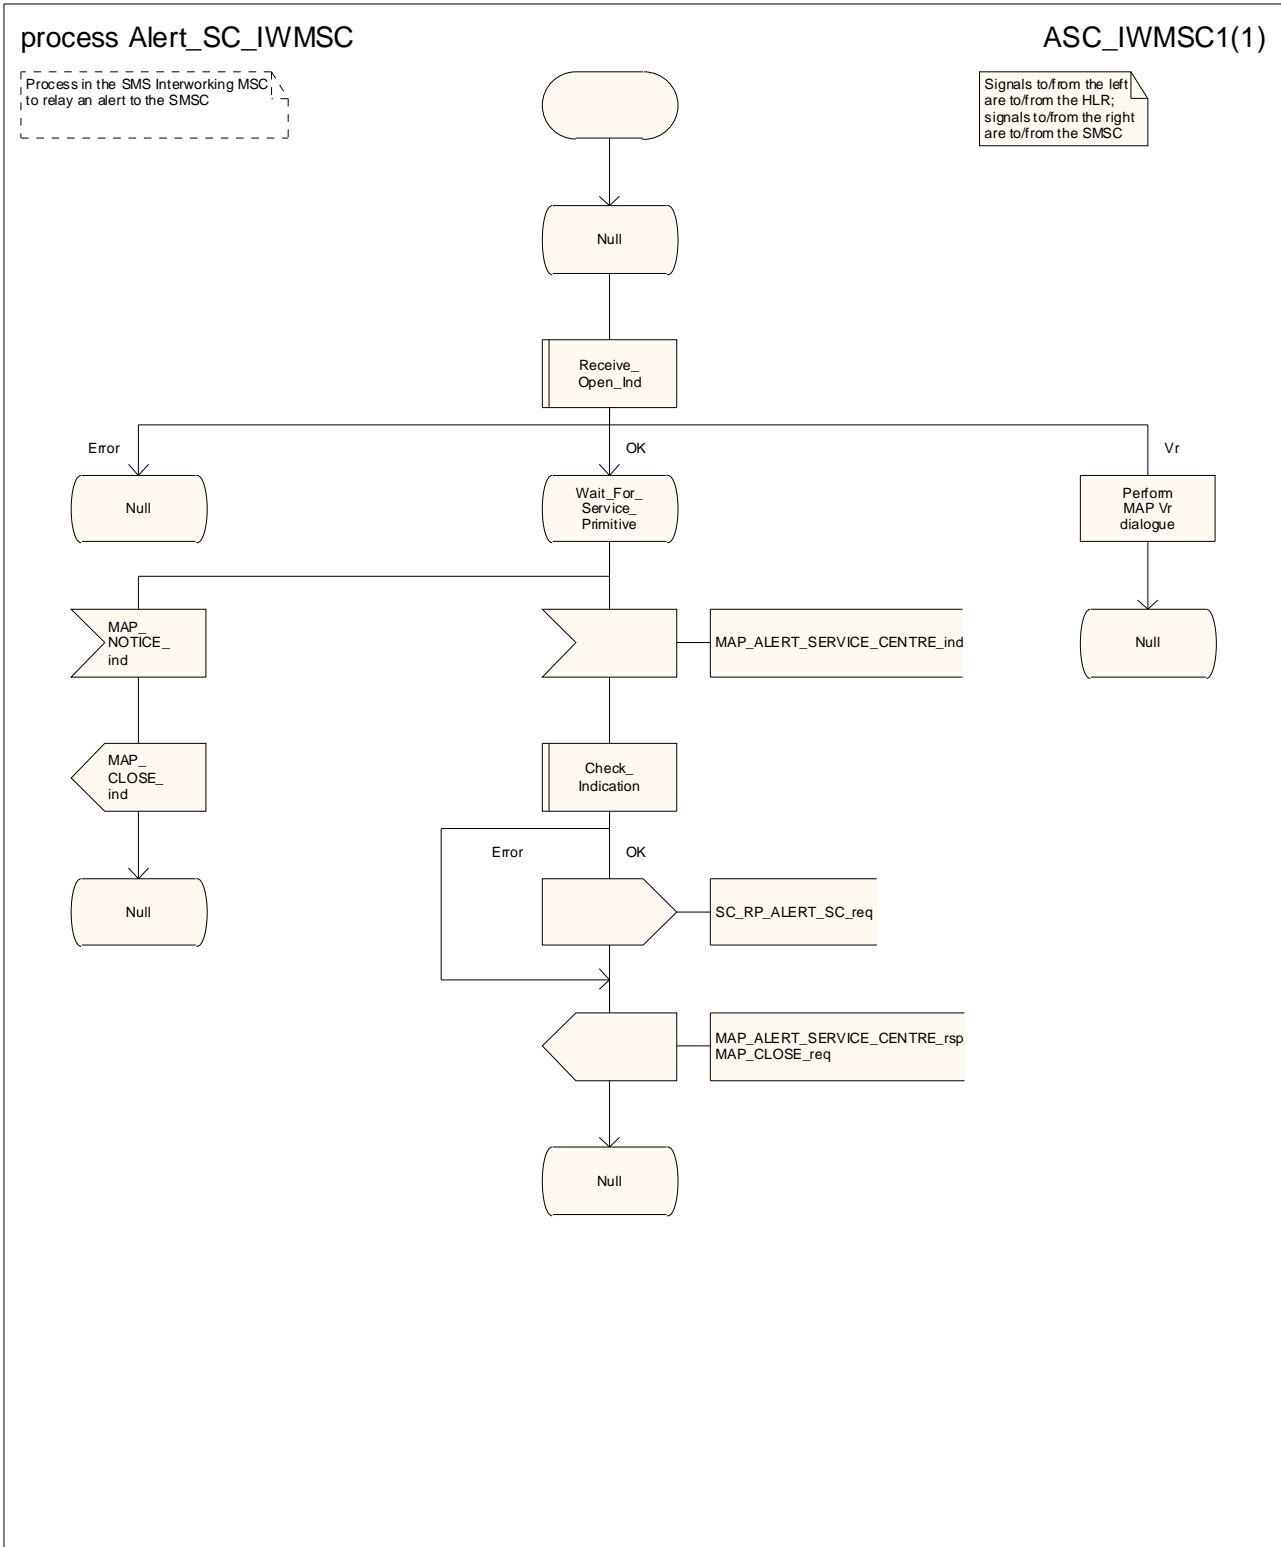 process Alert_SC_IWMSC
ASC_IWMSC1(1)
Process in the SMS Interworking MSC
to relay an alert to the SMSC
Signals to/from the left
are to/from the HLR;
signals to/from the right
are to/from the SMSC
Null
Receive_
Open_Ind
Error
OK
Vr
Null
Wait_For_
Service_
Primitive
Perform
MAP Vr
dialogue
MAP_
NOTICE_
ind
MAP_ALERT_SERVICE_CENTRE_ind
Null
MAP_
CLOSE_
ind
Check_
Indication
Error
OK
Null
SC_RP_ALERT_SC_req
MAP_ALERT_SERVICE_CENTRE_rsp
MAP_CLOSE_req
Null